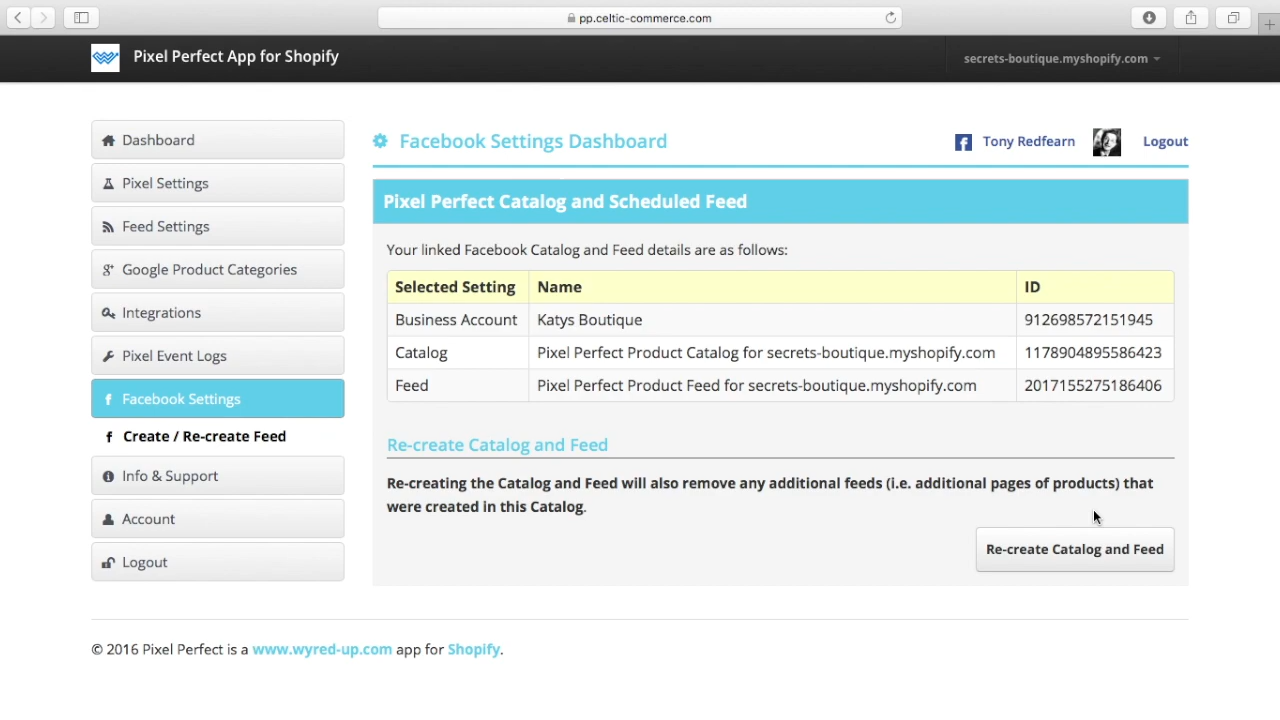 pp.celtic-commerce.com
Pixel Perfect App for Shopify
secrets-boutique.myshopify.com
Dashboard
Pixel Settings
Feed Settings
Google Product Categories
Integrations
Pixel Event Logs
Facebook Settings
Create / Re-create Feed
Info & Support
Account
Logout
Facebook Settings Dashboard
Tony Redfearn
Logout
Pixel Perfect Catalog and Scheduled Feed
Your linked Facebook Catalog and Feed details are as follows:
Selected Setting Name ID
Business Account Katys Boutique 912698572151945
Catalog Pixel Perfect Product Catalog for secrets-boutique.myshopify.com 1178904895586423
Feed Pixel Perfect Product Feed for secrets-boutique.myshopify.com 2017155275186406
Re-create Catalog and Feed
Re-creating the Catalog and Feed will also remove any additional feeds (i.e. additional pages of products) that
were created in this Catalog.
Re-create Catalog and Feed
© 2016 Pixel Perfect is a www.wyred-up.com app for Shopify.